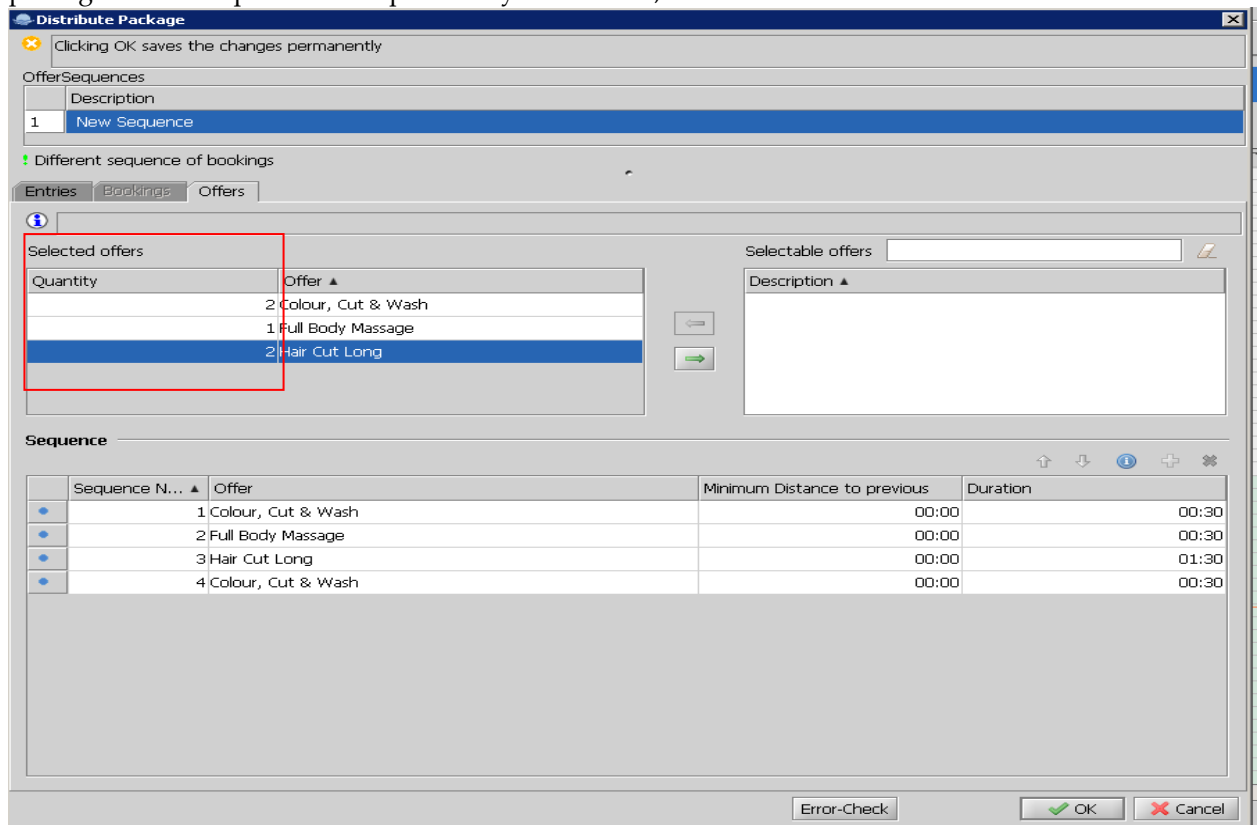 Distribute Package
Clicking OK saves the changes permanently
OfferSequences
Description
1 New Sequence
! Different sequence of bookings
Entries Bookings Offers
Selected offers Selectable offers
Quantity Offer ▲ Description ▲
2 Colour, Cut & Wash
1 Full Body Massage
2 Hair Cut Long
Sequence
Sequence N... ▲ Offer Minimum Distance to previous Duration
1 Colour, Cut & Wash 00:00 00:30
2 Full Body Massage 00:00 00:30
3 Hair Cut Long 00:00 01:30
4 Colour, Cut & Wash 00:00 00:30
Error-Check OK Cancel